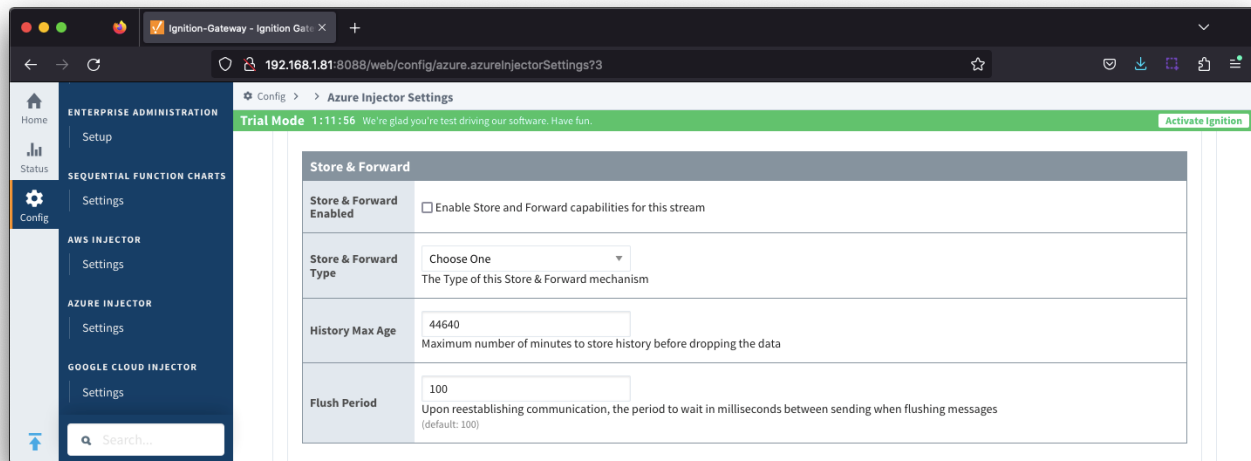 Ignition-Gateway - Ignition Gate
192.168.1.81:8088/web/config/azure.azureInjectorSettings?3
Home
Status
Config
ENTERPRISE ADMINISTRATION
Setup
SEQUENTIAL FUNCTION CHARTS
Settings
AWS INJECTOR
Settings
AZURE INJECTOR
Settings
GOOGLE CLOUD INJECTOR
Settings
Search...
Config > > Azure Injector Settings
Trial Mode 1:11:56 We're glad you're test driving our software. Have fun. Activate Ignition
Store & Forward
Store & Forward
Enabled
Enable Store and Forward capabilities for this stream
Store & Forward
Type
Choose One
The Type of this Store & Forward mechanism
History Max Age
44640
Maximum number of minutes to store history before dropping the data
Flush Period
100
Upon reestablishing communication, the period to wait in milliseconds between sending when flushing messages
(default: 100)